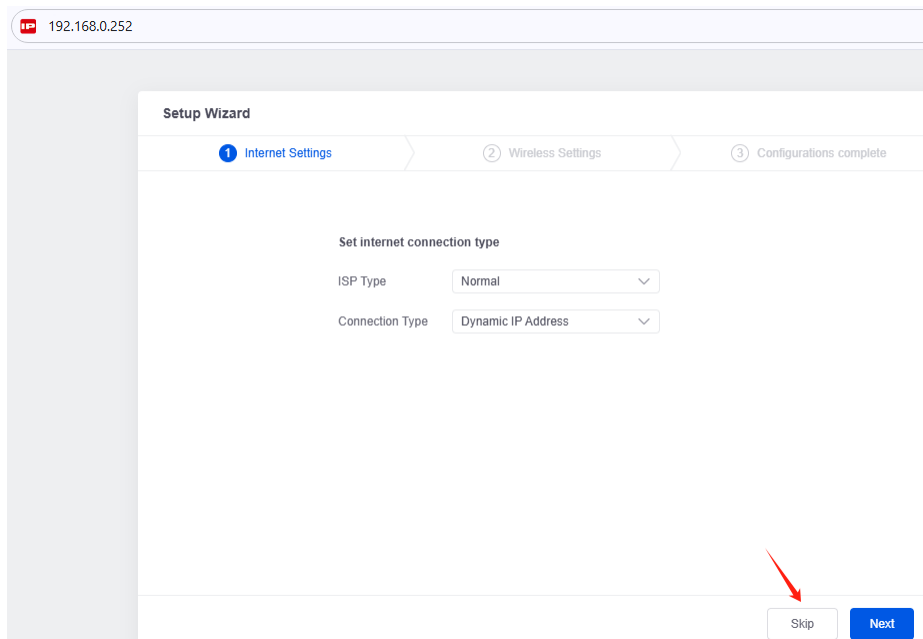 IP 192.168.0.252
Setup Wizard
1 Internet Settings 2 Wireless Settings 3 Configurations complete
Set internet connection type
ISP Type Normal
Connection Type Dynamic IP Address
Skip Next